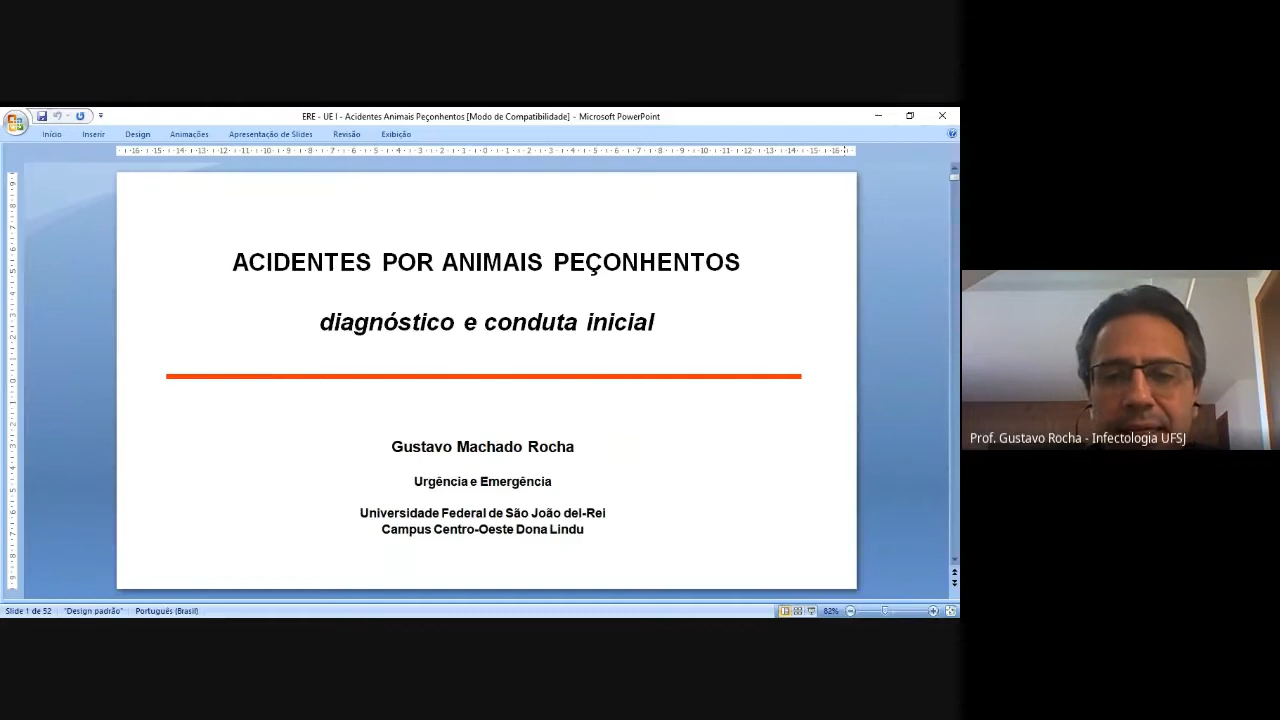 ERE - UE I - Acidentes Animais Peçonhentos [Modo de Compatibilidade] - Microsoft PowerPoint
Início Inserir Design Animações Apresentação de Slides Revisão Exibição
ACIDENTES POR ANIMAIS PEÇONHENTOS
diagnóstico e conduta inicial
Gustavo Machado Rocha
Urgência e Emergência
Universidade Federal de São João del-Rei
Campus Centro-Oeste Dona Lindu
Prof. Gustavo Rocha - Infectologia UFSJ
Slide 1 de 52 "Design padrão" Português (Brasil) 82%